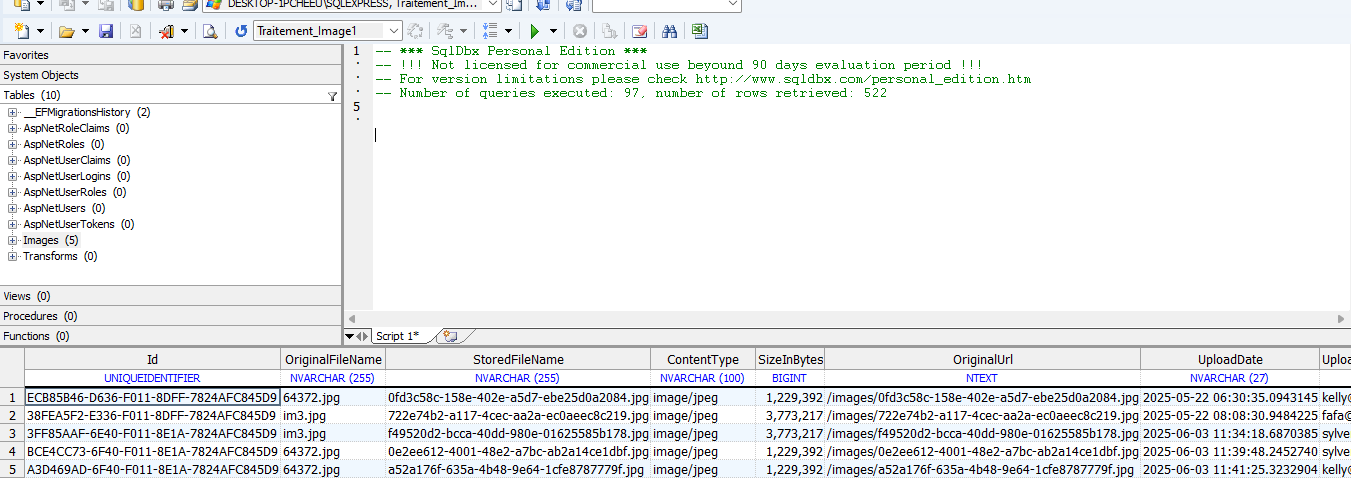 DESKTOP-1PCHEEU\SQLEXPRESS, Traitement_Im...
Traitement_Image1
Favorites
System Objects
Tables (10)
__EFMigrationsHistory (2)
AspNetRoleClaims (0)
AspNetRoles (0)
AspNetUserClaims (0)
AspNetUserLogins (0)
AspNetUserRoles (0)
AspNetUsers (0)
AspNetUserTokens (0)
Images (5)
Transforms (0)
Views (0)
Procedures (0)
Functions (0)
1 -- *** SqlDbx Personal Edition ***
-- !!! Not licensed for commercial use beyound 90 days evaluation period !!!
-- For version limitations please check http://www.sqldbx.com/personal_edition.htm
-- Number of queries executed: 97, number of rows retrieved: 522
5
Script 1*
Id OriginalFileName StoredFileName ContentType SizeInBytes OriginalUrl UploadDate Uploa
UNIQUEIDENTIFIER NVARCHAR (255) NVARCHAR (255) NVARCHAR (100) BIGINT NTEXT NVARCHAR (27)
1 ECB85B46-D636-F011-8DFF-7824AFC845D9 64372.jpg 0fd3c58c-158e-402e-a5d7-ebe25d0a2084.jpg image/jpeg 1,229,392 /images/0fd3c58c-158e-402e-a5d7-ebe25d0a2084.jpg 2025-05-22 06:30:35.0943145 kelly@
2 38FEA5F2-E336-F011-8DFF-7824AFC845D9 im3.jpg 722e74b2-a117-4cec-aa2a-ec0aeec8c219.jpg image/jpeg 3,773,217 /images/722e74b2-a117-4cec-aa2a-ec0aeec8c219.jpg 2025-05-22 08:08:30.9484225 fafa@
3 3FF85AAF-6E40-F011-8E1A-7824AFC845D9 im3.jpg f49520d2-bcca-40dd-980e-01625585b178.jpg image/jpeg 3,773,217 /images/f49520d2-bcca-40dd-980e-01625585b178.jpg 2025-06-03 11:34:18.6870385 sylve
4 BCE4CC73-6F40-F011-8E1A-7824AFC845D9 64372.jpg 0e2ee612-4001-48e2-a7bc-ab2a14ce1dbf.jpg image/jpeg 1,229,392 /images/0e2ee612-4001-48e2-a7bc-ab2a14ce1dbf.jpg 2025-06-03 11:39:48.2452740 sylve
5 A3D469AD-6F40-F011-8E1A-7824AFC845D9 64372.jpg a52a176f-635a-4b48-9e64-1cfe8787779f.jpg image/jpeg 1,229,392 /images/a52a176f-635a-4b48-9e64-1cfe8787779f.jpg 2025-06-03 11:41:25.3232904 kelly@